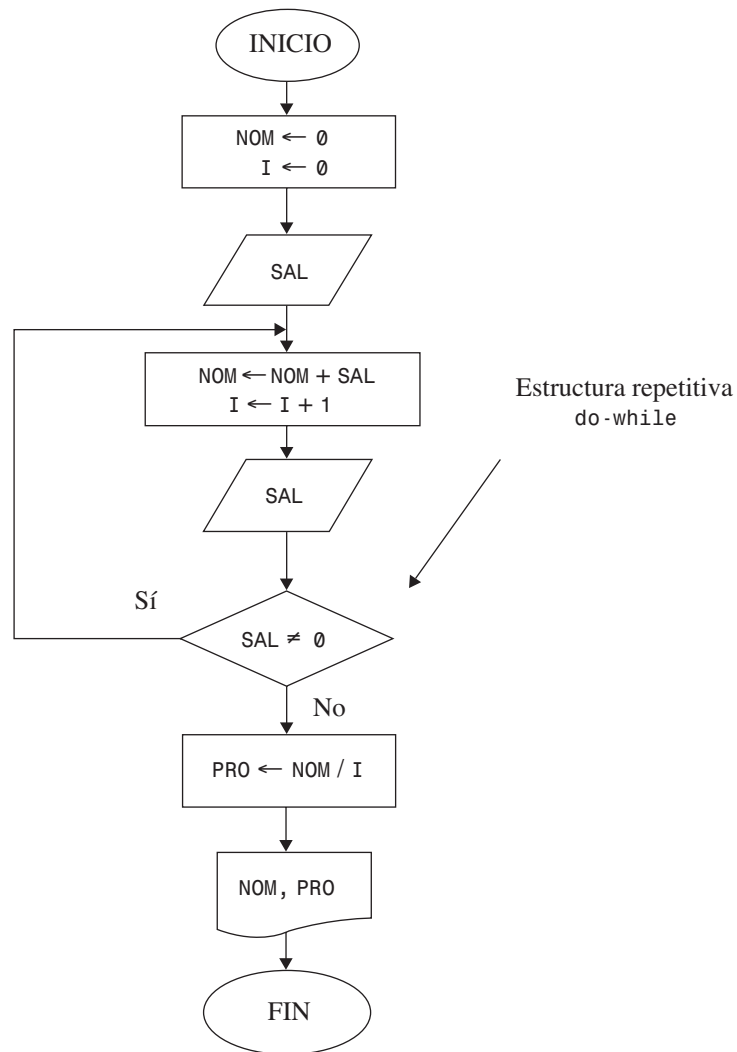 INICIO
NOM ← 0
I ← 0
SAL
NOM ← NOM + SAL
I ← I + 1
Estructura repetitiva
do-while
SAL
Sí
SAL ≠ 0
No
PRO ← NOM / I
NOM, PRO
FIN